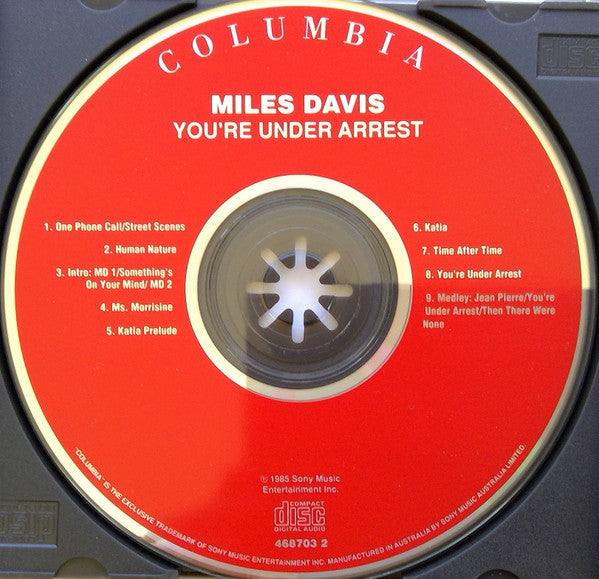 COLUMBIA
MILES DAVIS
YOU'RE UNDER ARREST
1. One Phone Call/Street Scenes
2. Human Nature
3. Intro: MD 1/Something's
On Your Mind/ MD 2
4. Ms. Morrisine
5. Katia Prelude
6. Katia
7. Time After Time
8. You're Under Arrest
9. Medley: Jean Pierre/You're
Under Arrest/Then There Were
None
℗ 1985 Sony Music
Entertainment Inc.
COMPACT
disc
DIGITAL AUDIO
468703 2
"COLUMBIA" IS THE EXCLUSIVE TRADEMARK OF SONY MUSIC ENTERTAINMENT INC. MANUFACTURED IN AUSTRALIA BY SONY MUSIC AUSTRALIA LIMITED.
disc